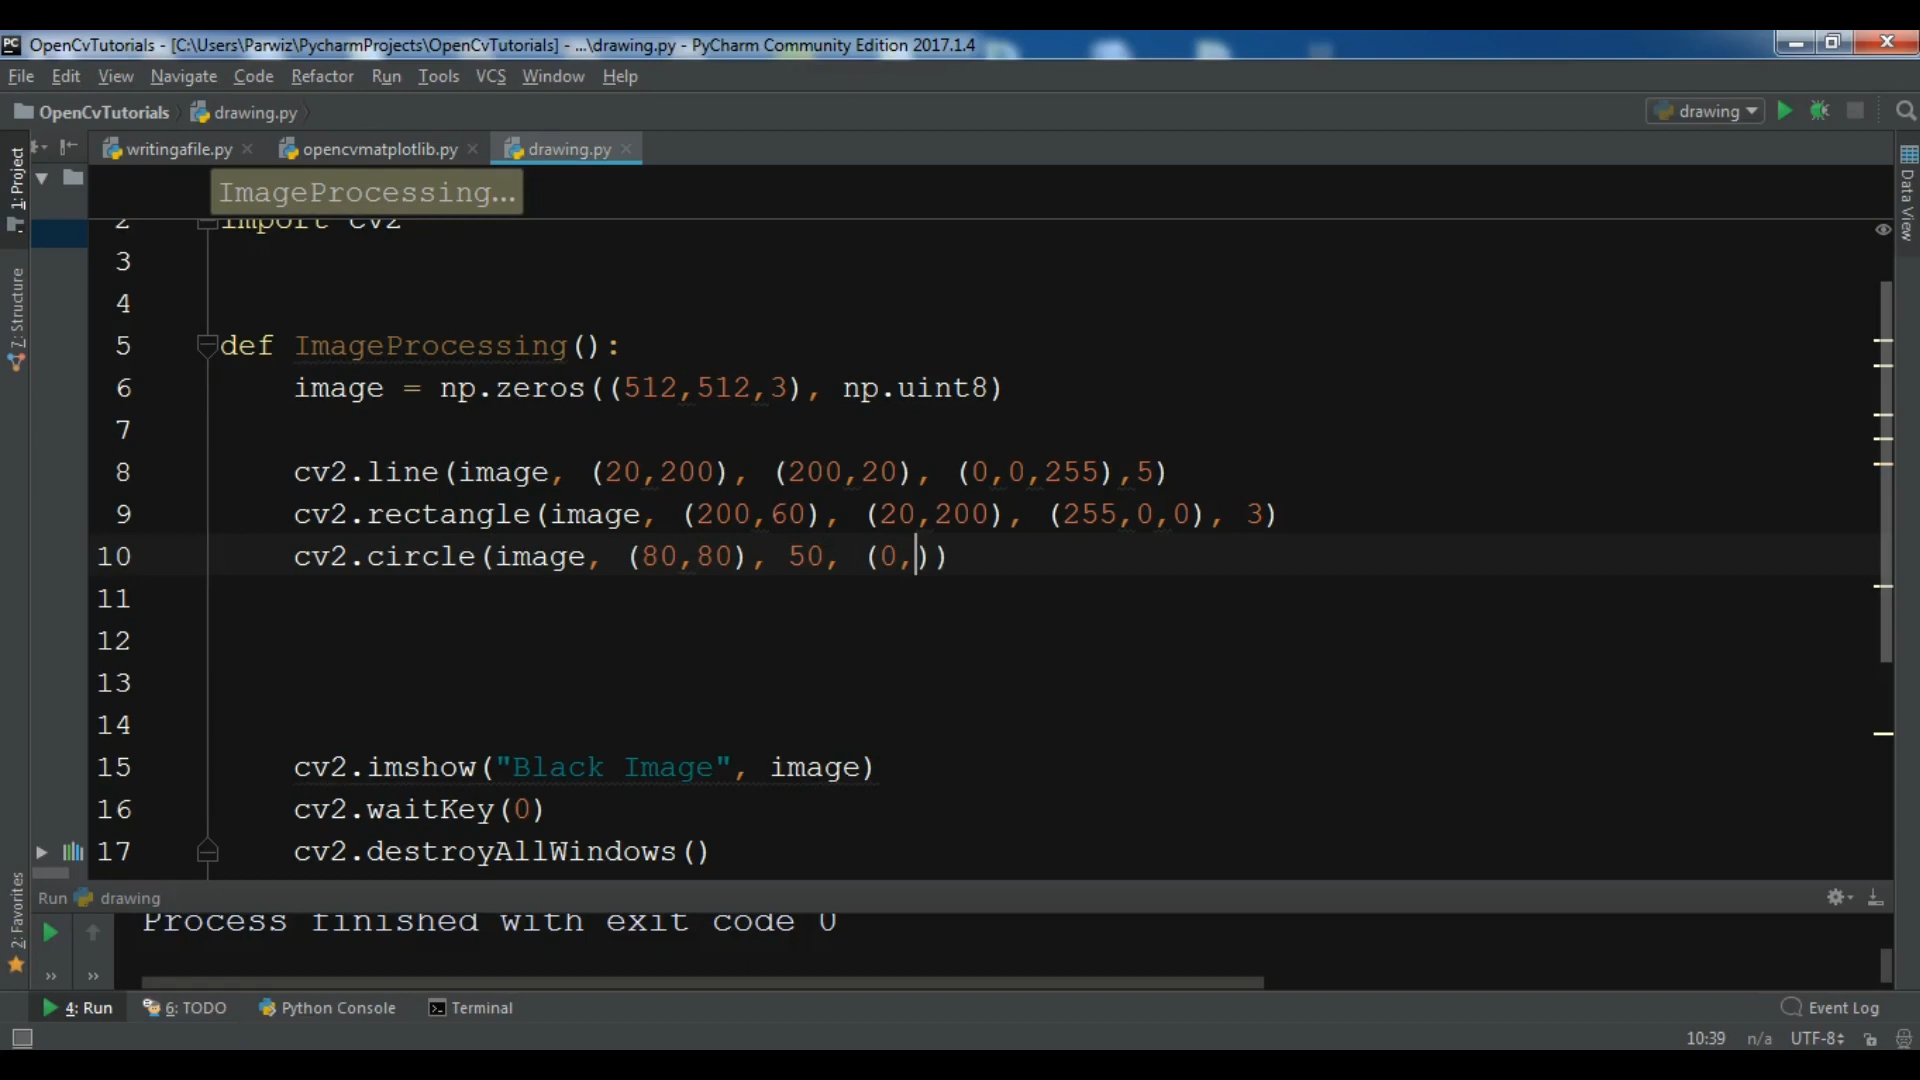 OpenCvTutorials - [C:\Users\Parwiz\PycharmProjects\OpenCvTutorials] - ...\drawing.py - PyCharm Community Edition 2017.1.4
File Edit View Navigate Code Refactor Run Tools VCS Window Help
OpenCvTutorials drawing.py drawing
writingafile.py opencvmatplotlib.py drawing.py
ImageProcessing...
2 import cv2
3
4
5 def ImageProcessing():
6 image = np.zeros((512,512,3), np.uint8)
7
8 cv2.line(image, (20,200), (200,20), (0,0,255),5)
9 cv2.rectangle(image, (200,60), (20,200), (255,0,0), 3)
10 cv2.circle(image, (80,80), 50, (0,))
11
12
13
14
15 cv2.imshow("Black Image", image)
16 cv2.waitKey(0)
17 cv2.destroyAllWindows()
1: Project
7: Structure
2: Favorites
Data View
Run drawing
Process finished with exit code 0
4: Run 6: TODO Python Console Terminal Event Log
10:39 n/a UTF-8